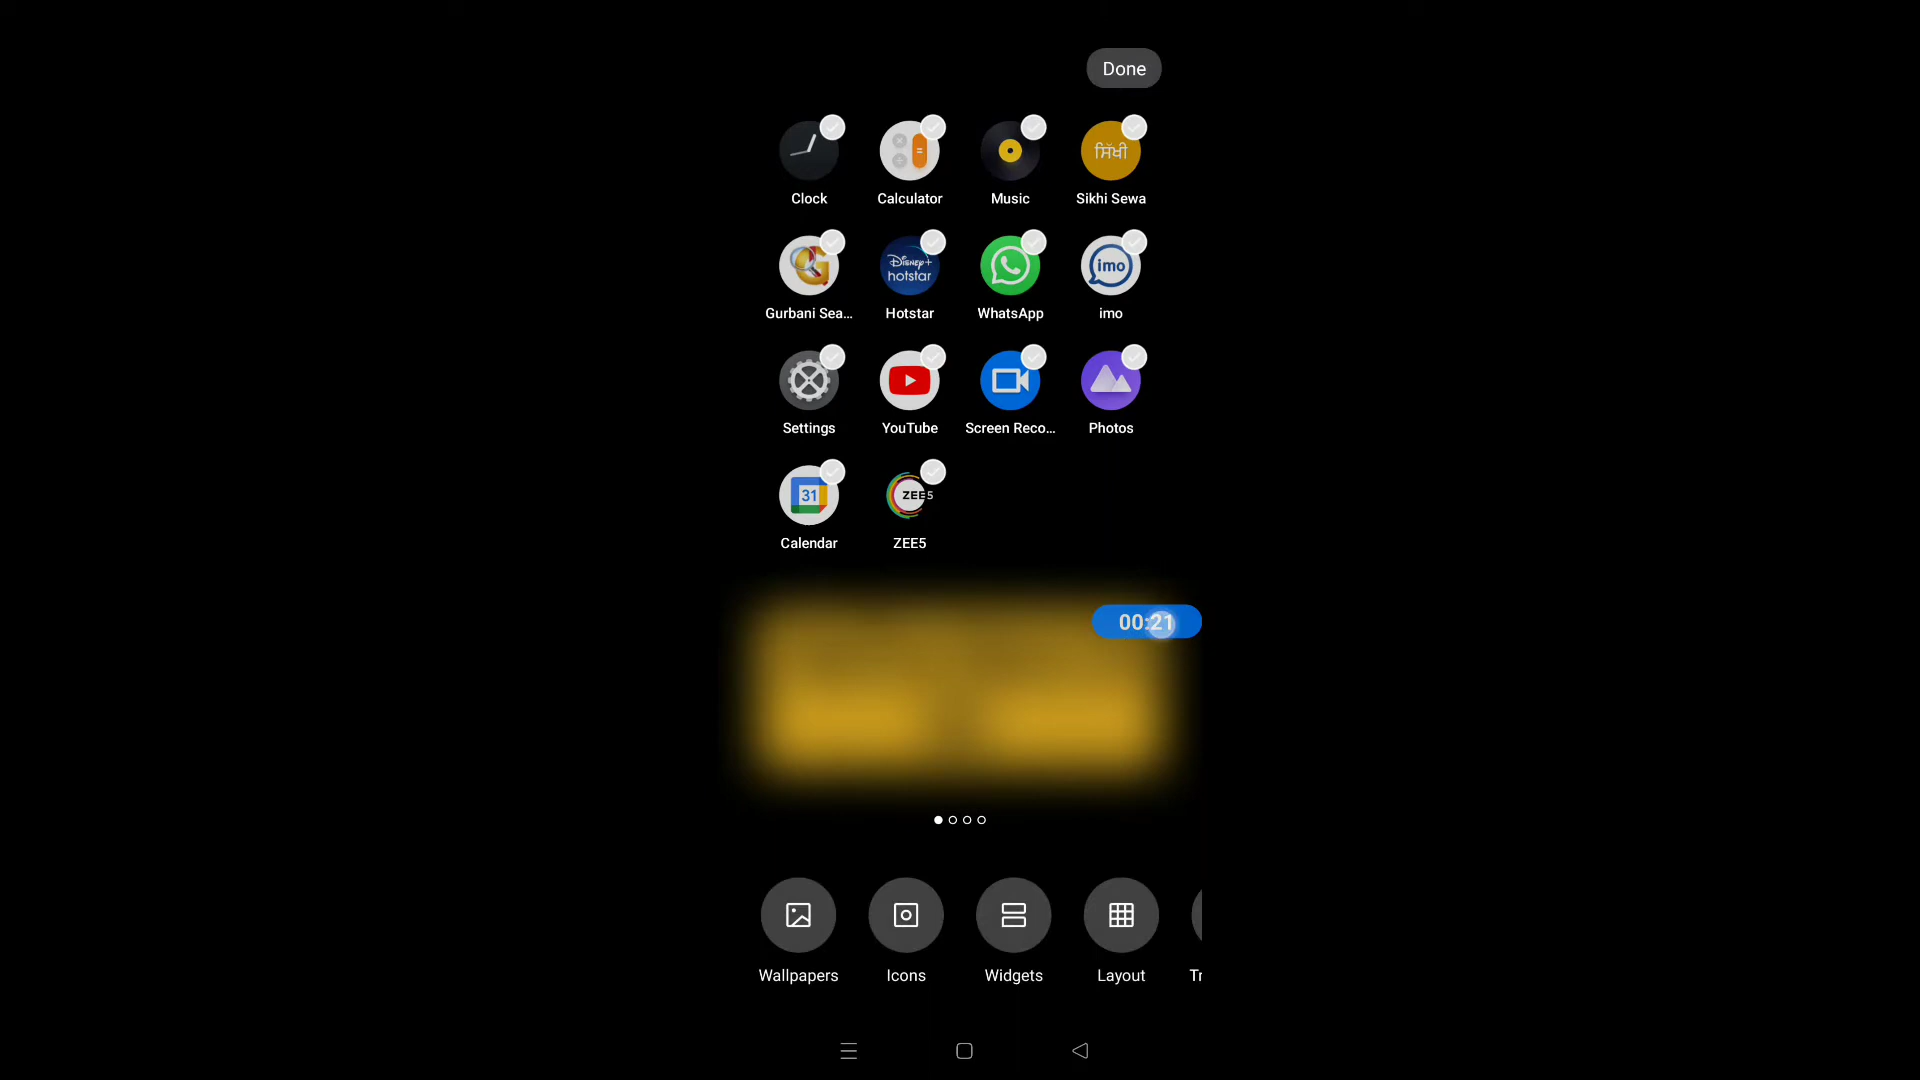 Done
ਸਿੱਖੀ
Clock Calculator Music Sikhi Sewa
Disney+
hotstar
imo
Gurbani Sea... Hotstar WhatsApp imo
Settings YouTube Screen Reco... Photos
31
ZEE5
Calendar ZEE5
00:21
Wallpapers Icons Widgets Layout Tr